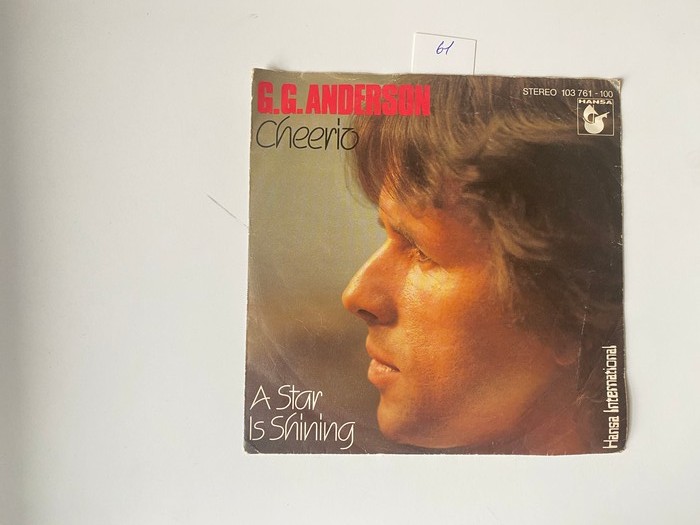 61
G.G. ANDERSON
Cheerio
STEREO 103 761-100
HANSA
A Star
Is Shining
Hansa International